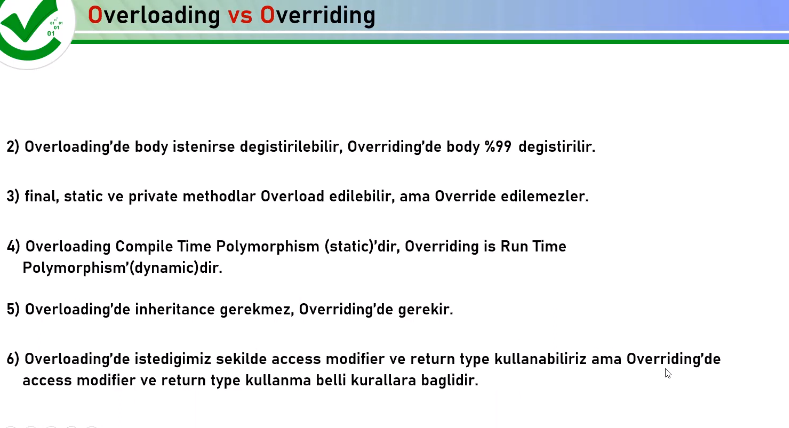 Overloading vs Overriding
2) Overloading'de body istenirse degistirilebilir, Overriding'de body %99 degistirilir.
3) final, static ve private methodlar Overload edilebilir, ama Override edilemezler.
4) Overloading Compile Time Polymorphism (static)'dir, Overriding is Run Time
Polymorphism'(dynamic)dir.
5) Overloading'de inheritance gerekmez, Overriding'de gerekir.
6) Overloading'de istedigimiz sekilde access modifier ve return type kullanabiliriz ama Overriding'de
access modifier ve return type kullanma belli kurallara baglidir.